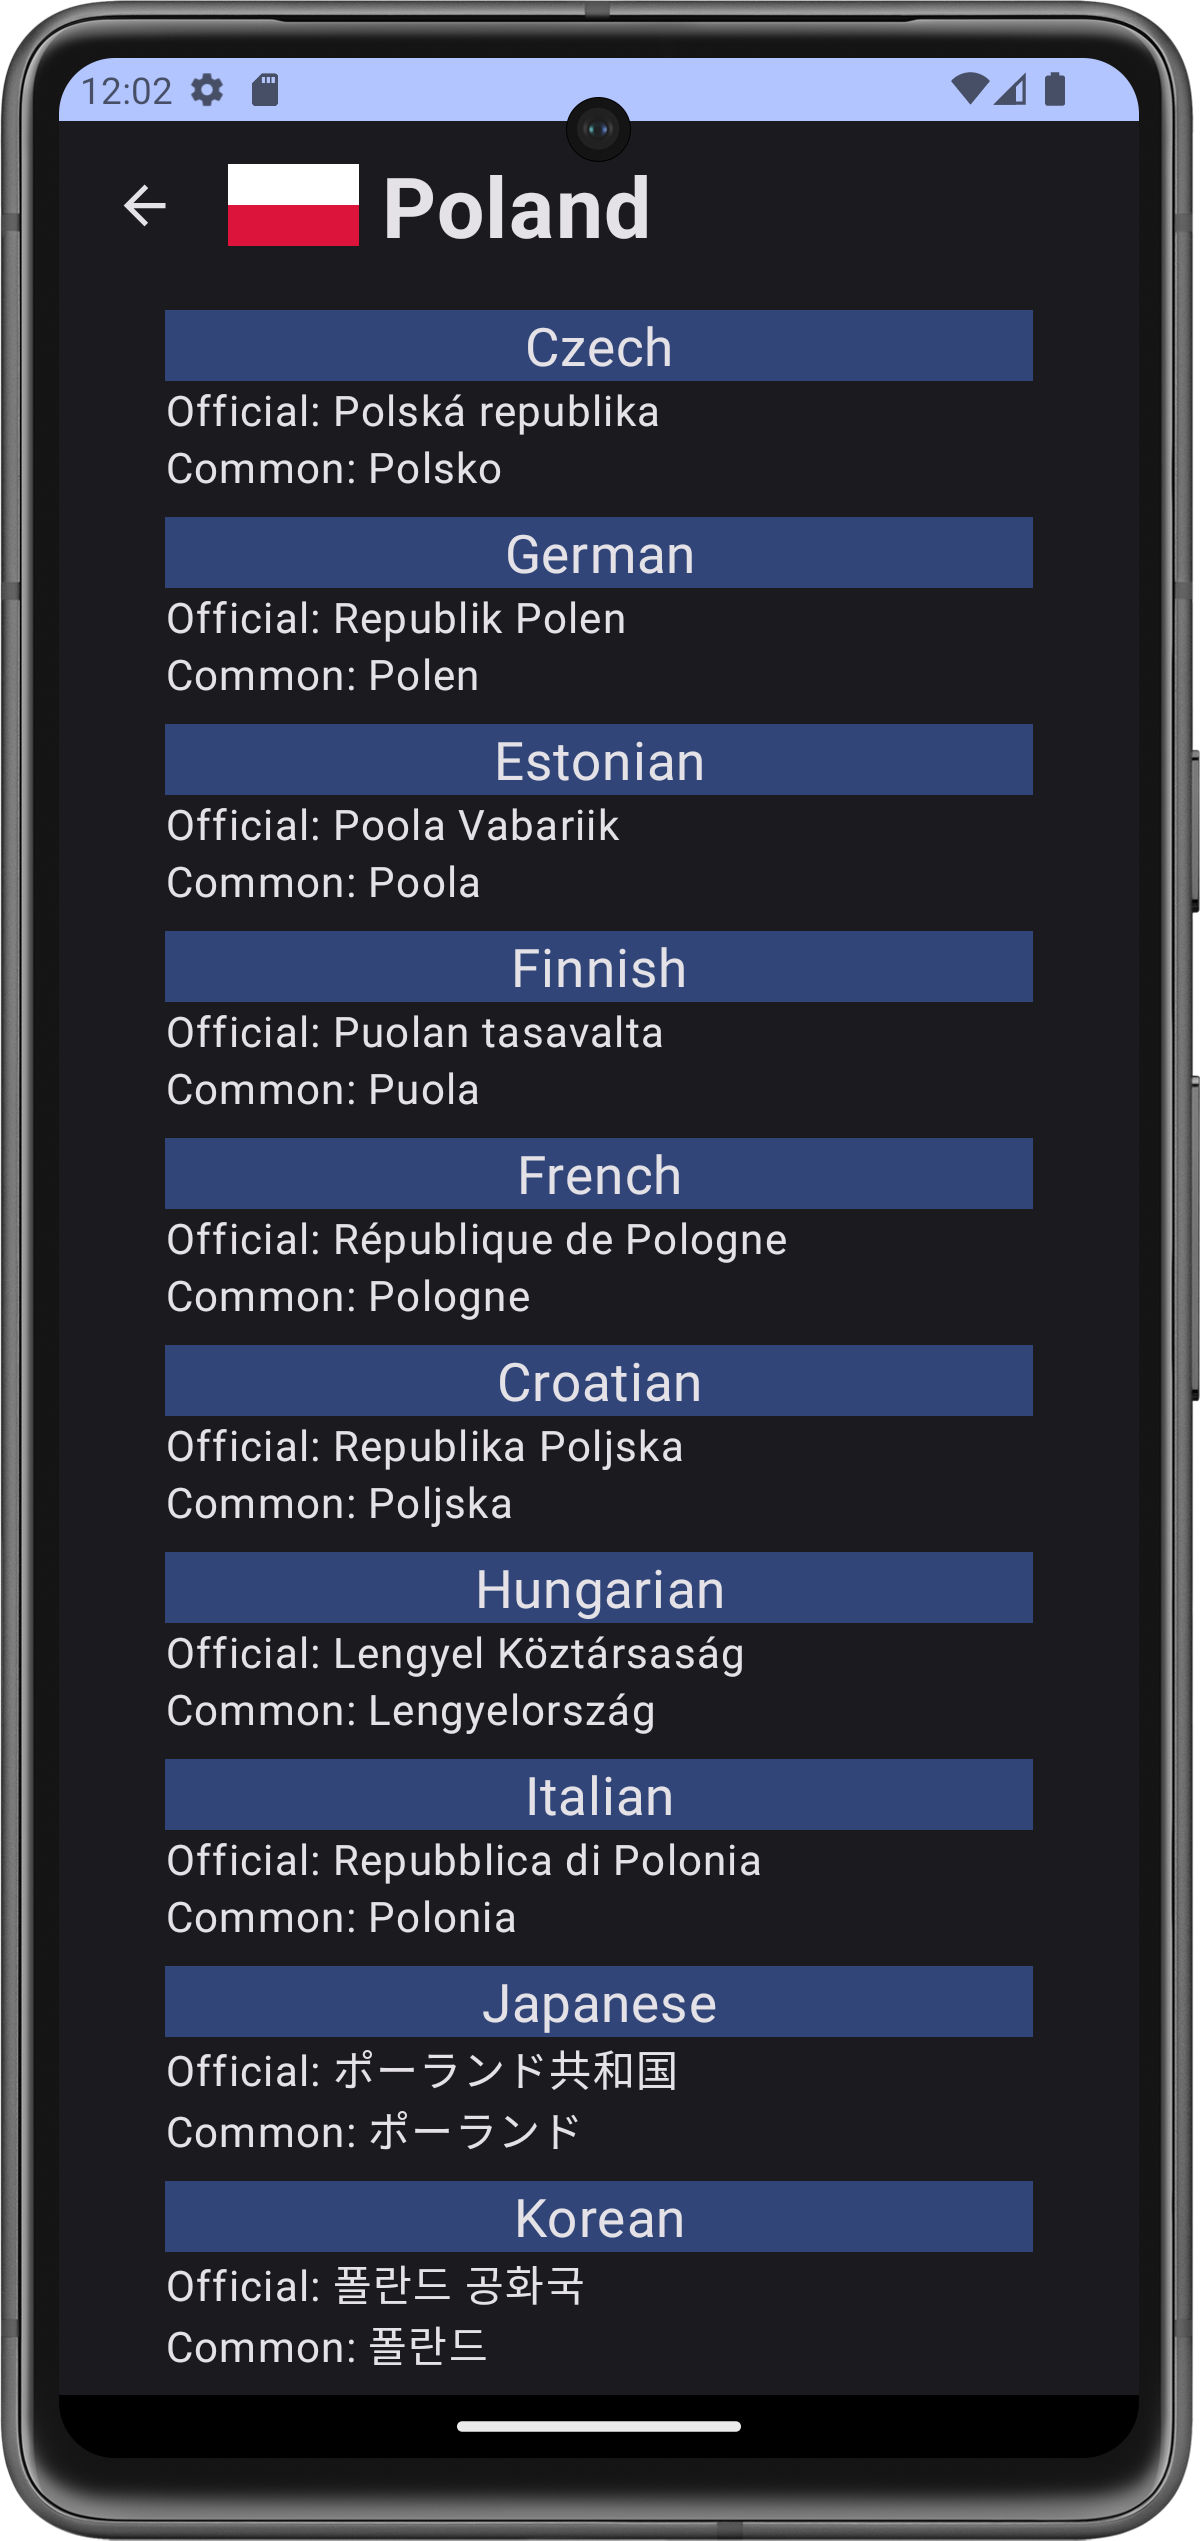 12:02
Poland
Czech
Official: Polská republika
Common: Polsko
German
Official: Republik Polen
Common: Polen
Estonian
Official: Poola Vabariik
Common: Poola
Finnish
Official: Puolan tasavalta
Common: Puola
French
Official: République de Pologne
Common: Pologne
Croatian
Official: Republika Poljska
Common: Poljska
Hungarian
Official: Lengyel Köztársaság
Common: Lengyelország
Italian
Official: Repubblica di Polonia
Common: Polonia
Japanese
Official: ポーランド共和国
Common: ポーランド
Korean
Official: 폴란드 공화국
Common: 폴란드